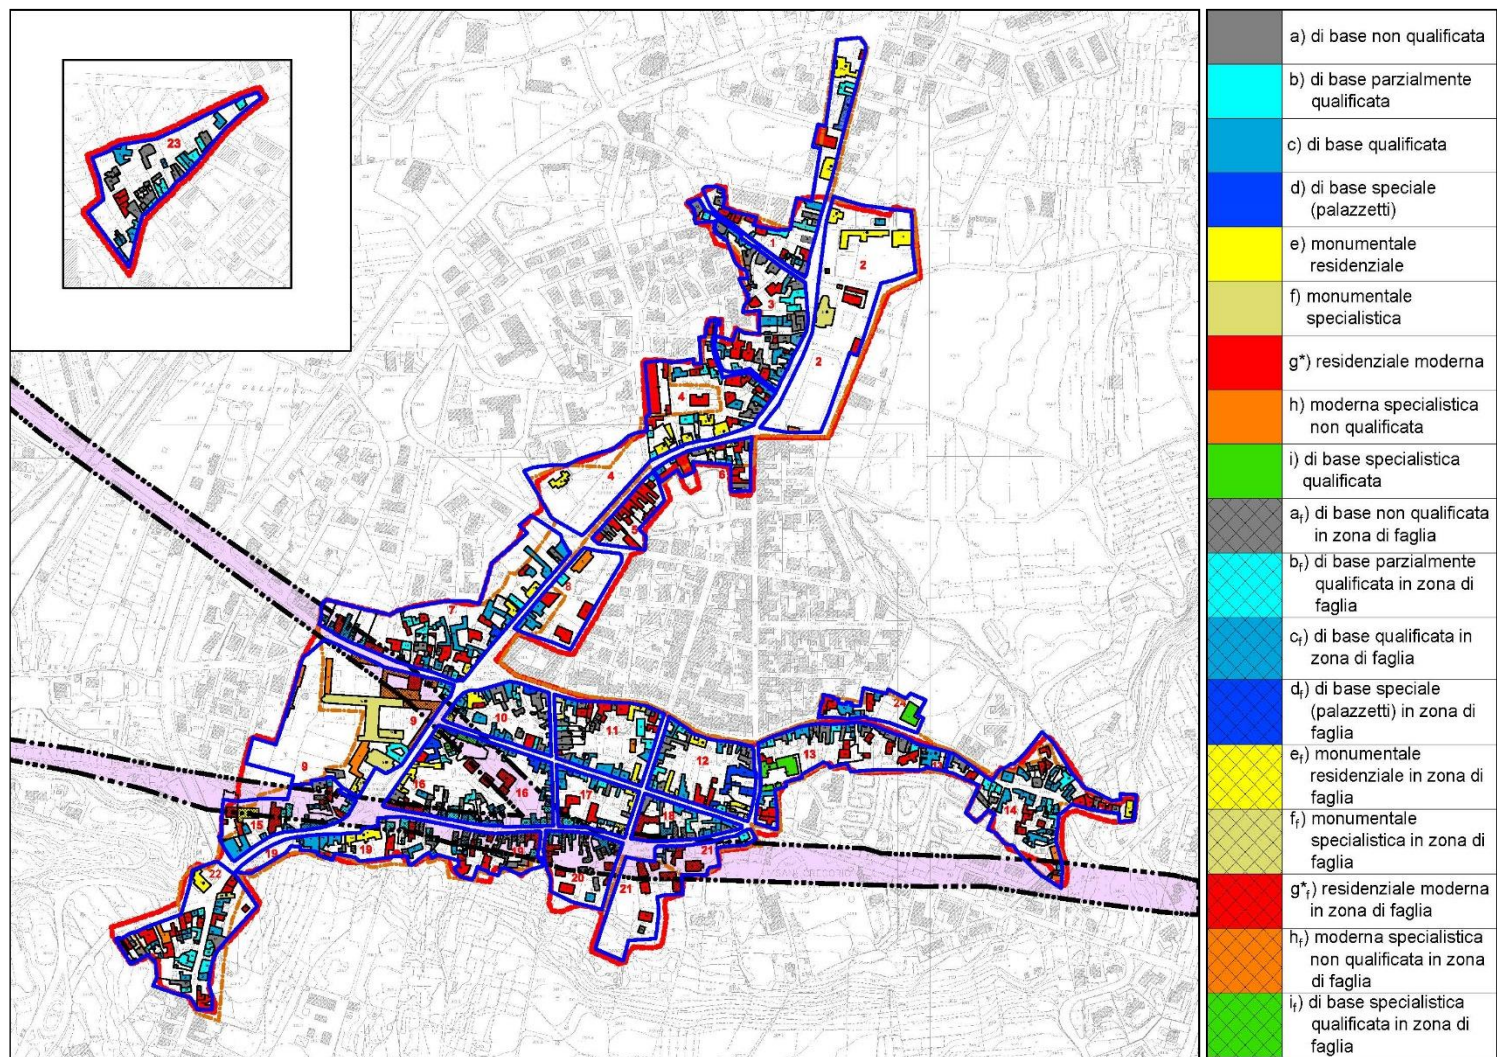 23
1
2
3
2
4
4
6
5
8
7
9
10
11
24
12
13
9
16
16
17
14
18
15
19
19
19
21
20
21
22
a) di base non qualificata
b) di base parzialmente
qualificata
c) di base qualificata
d) di base speciale
(palazzetti)
e) monumentale
residenziale
f) monumentale
specialistica
g*) residenziale moderna
h) moderna specialistica
non qualificata
i) di base specialistica
qualificata
af) di base non qualificata
in zona di faglia
bf) di base parzialmente
qualificata in zona di
faglia
cf) di base qualificata in
zona di faglia
df) di base speciale
(palazzetti) in zona di
faglia
ef) monumentale
residenziale in zona di
faglia
ff) monumentale
specialistica in zona di
faglia
g*f) residenziale moderna
in zona di faglia
hf) moderna specialistica
non qualificata in zona
di faglia
if) di base specialistica
qualificata in zona di
faglia